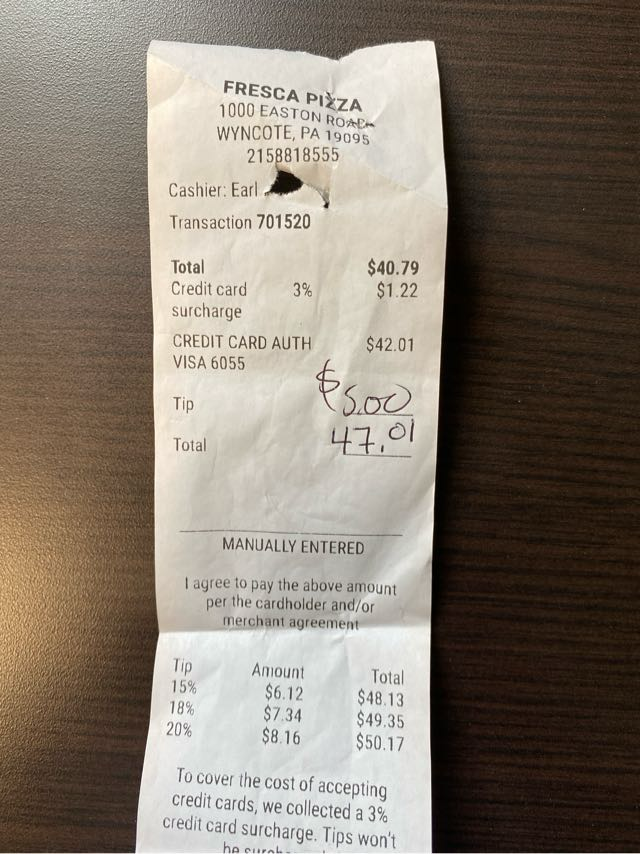 FRESCA PIZZA
1000 EASTON ROAD
WYNCOTE, PA 19095
2158818555
Cashier: Earl
Transaction 701520
Total $40.79
Credit card 3% $1.22
surcharge
CREDIT CARD AUTH $42.01
VISA 6055
Tip $5.00
Total 47.01
MANUALLY ENTERED
I agree to pay the above amount
per the cardholder and/or
merchant agreement
Tip Amount Total
15% $6.12 $48.13
18% $7.34 $49.35
20% $8.16 $50.17
To cover the cost of accepting
credit cards, we collected a 3%
credit card surcharge. Tips won't
be